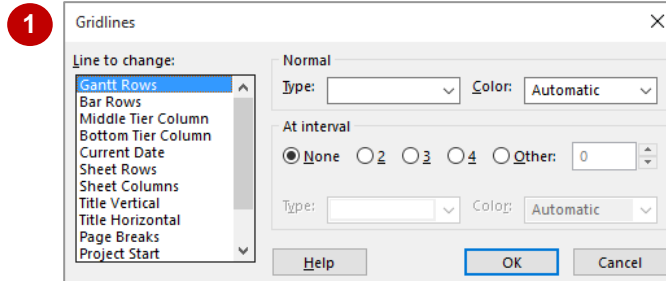 1
Gridlines
Line to change:
Gantt Rows
Bar Rows
Middle Tier Column
Bottom Tier Column
Current Date
Sheet Rows
Sheet Columns
Title Vertical
Title Horizontal
Page Breaks
Project Start
Normal
Type:
Color: Automatic
At interval
None 2 3 4 Other: 0
Type:
Color: Automatic
Help OK Cancel